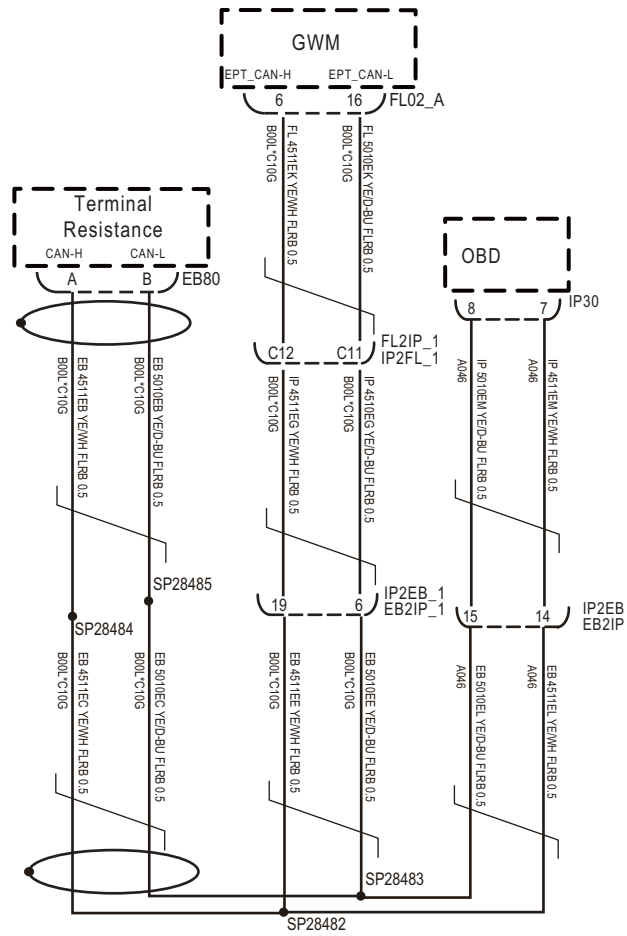 GWM
EPT_CAN-H
EPT_CAN-L
6
16
FL02_A
FL 4511EK YE/WH FLRB 0.5
B00L*C10G
FL 5010EK YE/D-BU FLRB 0.5
B00L*C10G
Terminal
Resistance
CAN-H
CAN-L
A
B
EB80
OBD
8
7
IP30
EB 4511EB YE/WH FLRB 0.5
B00L*C10G
EB 5010EB YE/D-BU FLRB 0.5
B00L*C10G
C12
C11
FL2IP_1
IP2FL_1
IP 4511EG YE/WH FLRB 0.5
B00L*C10G
IP 4510EG YE/D-BU FLRB 0.5
B00L*C10G
IP 5010EM YE/D-BU FLRB 0.5
A046
IP 4511EM YE/WH FLRB 0.5
A046
SP28485
SP28484
19
6
IP2EB_1
EB2IP_1
15
14
IP2EB
EB2IP
EB 4511EC YE/WH FLRB 0.5
B00L*C10G
EB 5010EC YE/D-BU FLRB 0.5
B00L*C10G
EB 4511EE YE/WH FLRB 0.5
B00L*C10G
EB 5010EE YE/D-BU FLRB 0.5
B00L*C10G
EB 5010EL YE/D-BU FLRB 0.5
A046
EB 4511EL YE/WH FLRB 0.5
A046
SP28483
SP28482